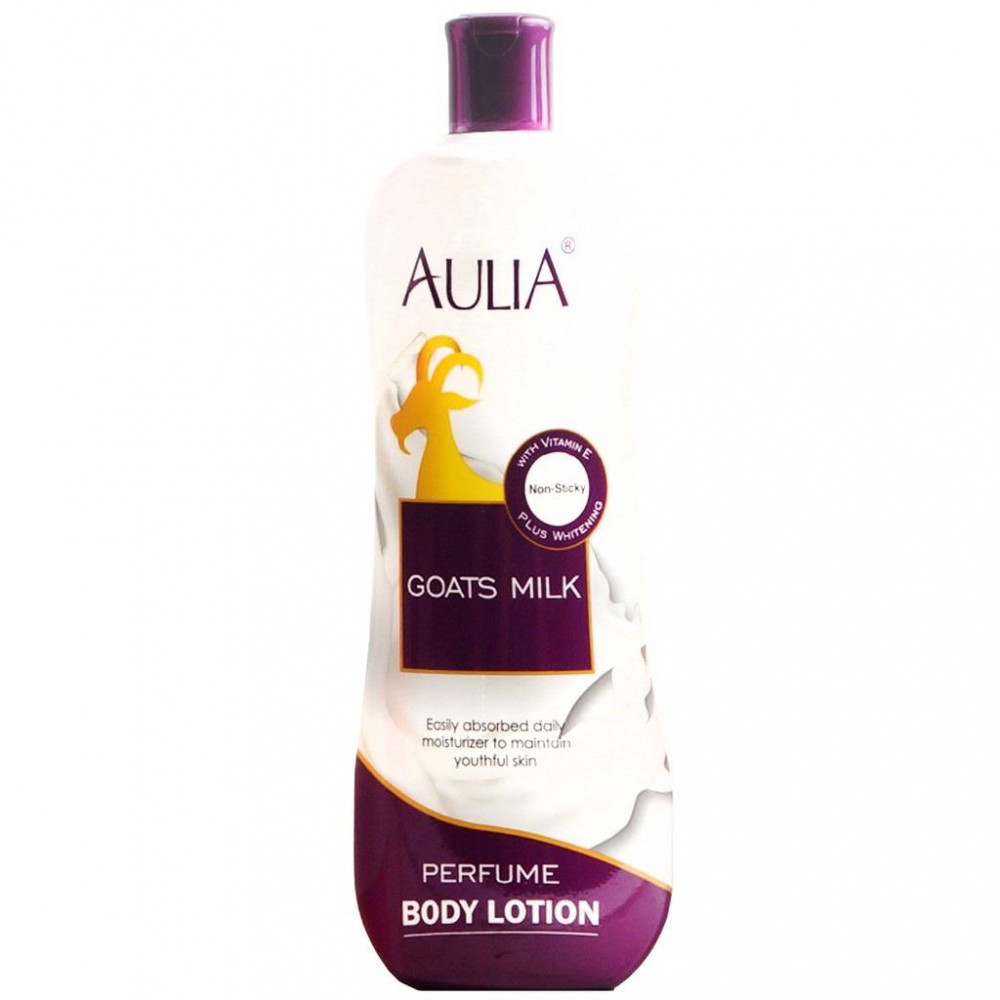 AULIA®
WITH VITAMIN E
Non-Sticky
PLUS WHITENING
GOATS MILK
Easily absorbed daily
moisturizer to maintain
youthful skin
PERFUME
BODY LOTION